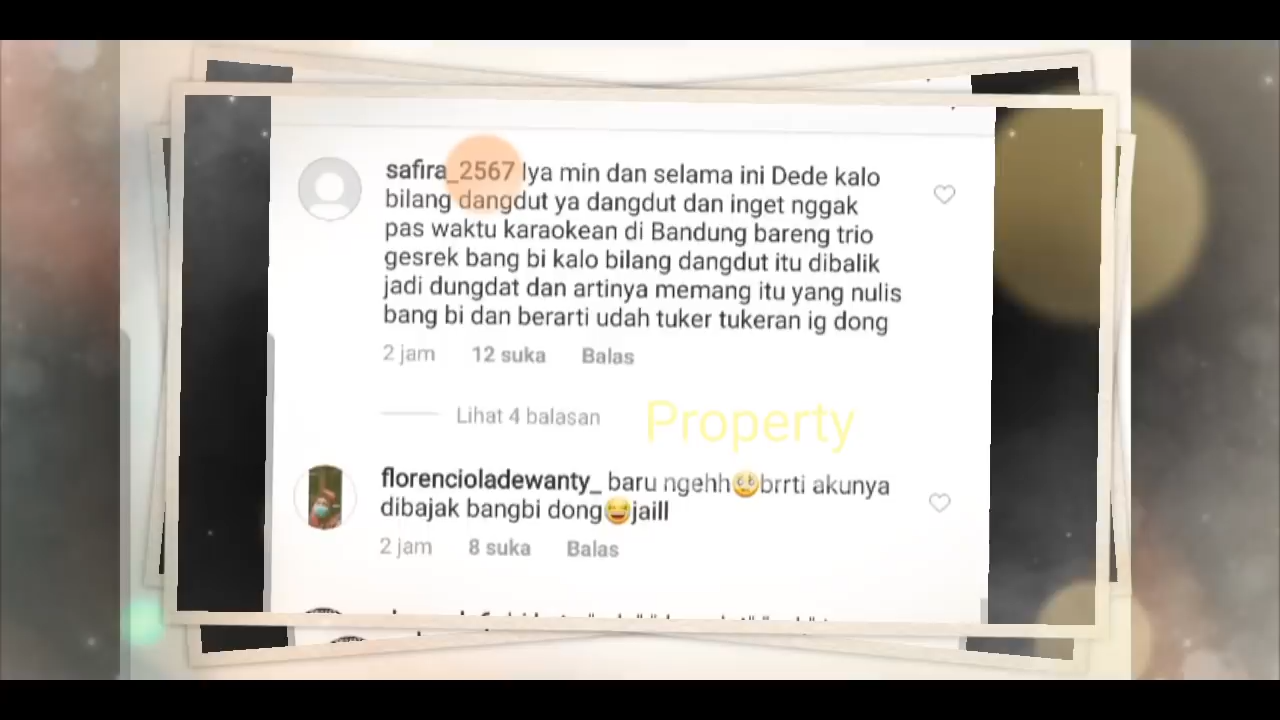 safira_2567 Iya min dan selama ini Dede kalo
bilang dangdut ya dangdut dan inget nggak
pas waktu karaokean di Bandung bareng trio
gesrek bang bi kalo bilang dangdut itu dibalik
jadi dungdat dan artinya memang itu yang nulis
bang bi dan berarti udah tuker tukeran ig dong
2 jam 12 suka Balas
Lihat 4 balasan
Property
florencioladewanty_ baru ngehh🥺brrti akunya
dibajak bangbi dong😂jaill
2 jam 8 suka Balas